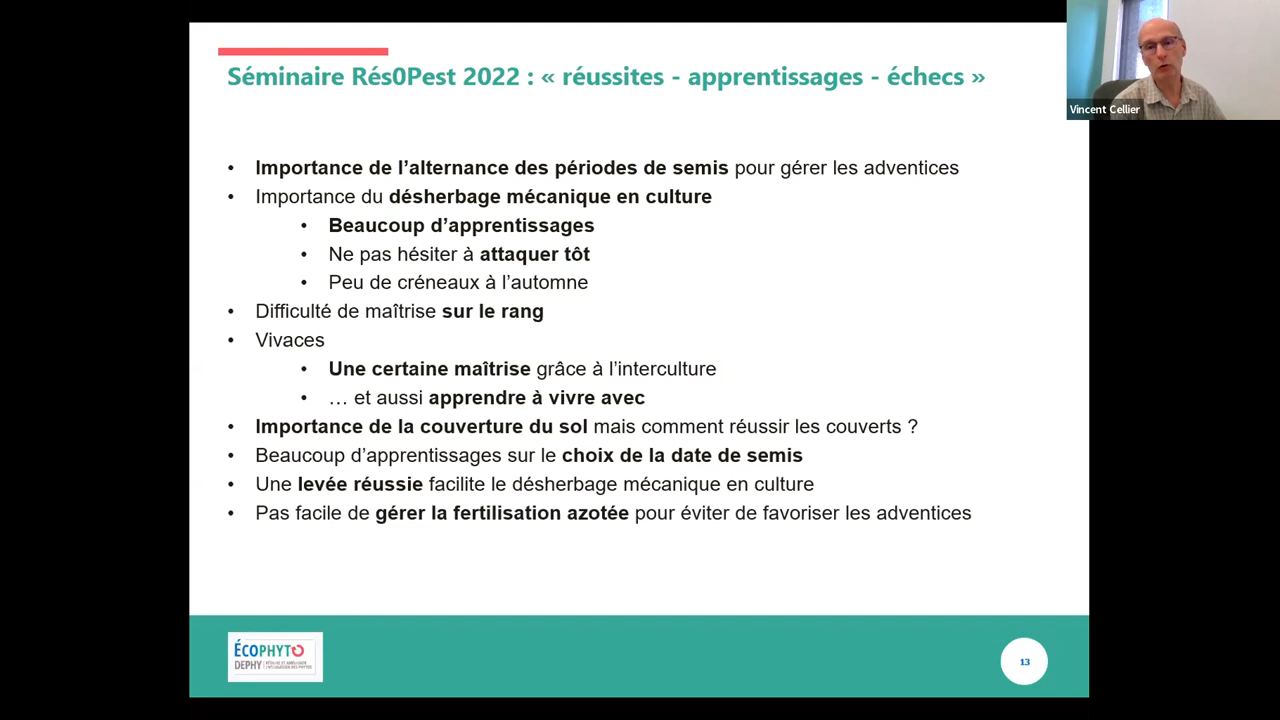 Séminaire Rés0Pest 2022 : « réussites - apprentissages - échecs »
Vincent Cellier
• Importance de l’alternance des périodes de semis pour gérer les adventices
• Importance du désherbage mécanique en culture
• Beaucoup d’apprentissages
• Ne pas hésiter à attaquer tôt
• Peu de créneaux à l’automne
• Difficulté de maîtrise sur le rang
• Vivaces
• Une certaine maîtrise grâce à l’interculture
• … et aussi apprendre à vivre avec
• Importance de la couverture du sol mais comment réussir les couverts ?
• Beaucoup d’apprentissages sur le choix de la date de semis
• Une levée réussie facilite le désherbage mécanique en culture
• Pas facile de gérer la fertilisation azotée pour éviter de favoriser les adventices
ÉCOPHYTO
DEPHY
13